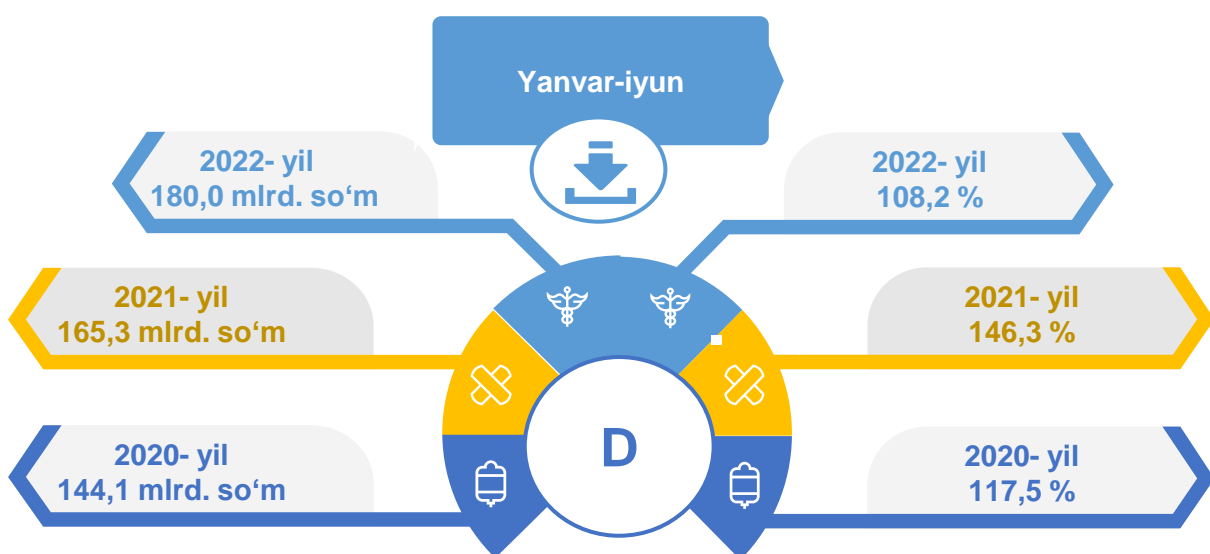 Yanvar-iyun
2022- yil
180,0 mlrd. so‘m
2022- yil
108,2 %
2021- yil
165,3 mlrd. so‘m
2021- yil
146,3 %
2020- yil
144,1 mlrd. so‘m
D
2020- yil
117,5 %